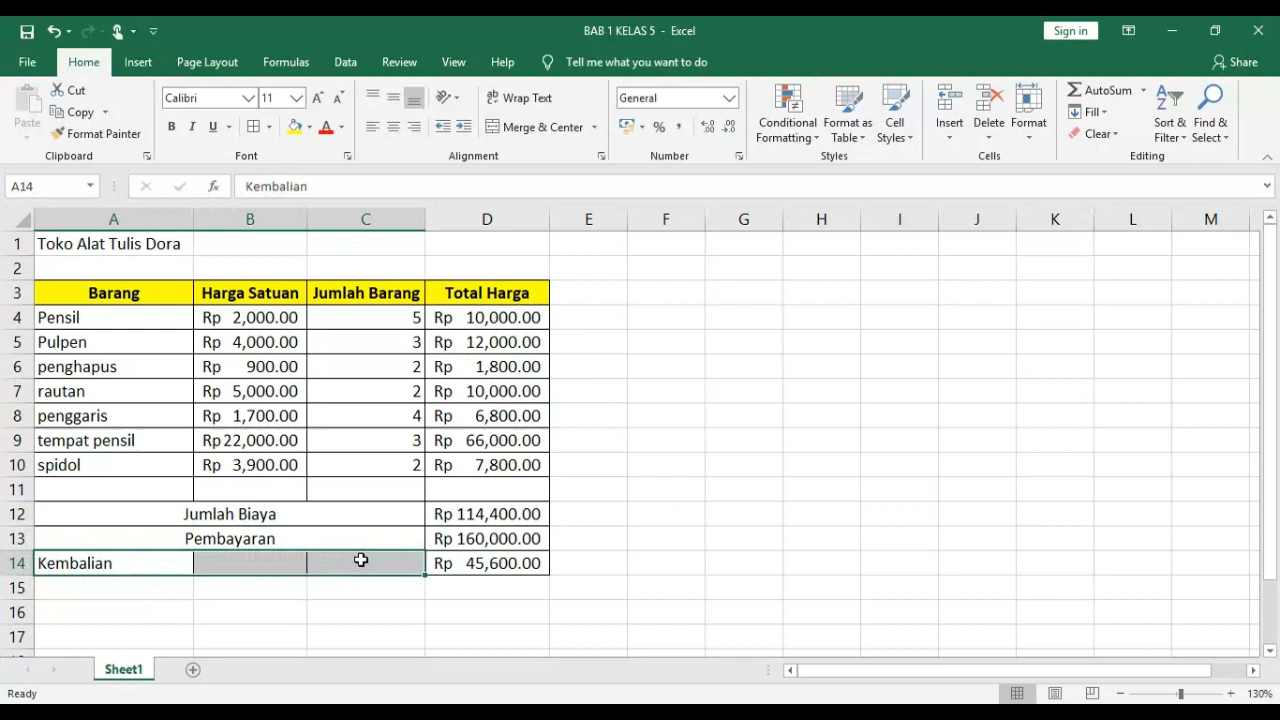 BAB 1 KELAS 5 - Excel
Sign in
File Home Insert Page Layout Formulas Data Review View Help Tell me what you want to do Share
Paste
Cut
Copy
Format Painter
Clipboard
Calibri 11
B I U
Font
Wrap Text
Merge & Center
Alignment
General
%
Number
Conditional Formatting
Format as Table
Cell Styles
Styles
Insert Delete Format
Cells
AutoSum
Fill
Clear
Sort & Filter
Find & Select
Editing
A14 fx Kembalian
A B C D E F G H I J K L M
1 Toko Alat Tulis Dora
2
3 Barang Harga Satuan Jumlah Barang Total Harga
4 Pensil Rp 2,000.00 5 Rp 10,000.00
5 Pulpen Rp 4,000.00 3 Rp 12,000.00
6 penghapus Rp 900.00 2 Rp 1,800.00
7 rautan Rp 5,000.00 2 Rp 10,000.00
8 penggaris Rp 1,700.00 4 Rp 6,800.00
9 tempat pensil Rp 22,000.00 3 Rp 66,000.00
10 spidol Rp 3,900.00 2 Rp 7,800.00
11
12 Jumlah Biaya Rp 114,400.00
13 Pembayaran Rp 160,000.00
14 Kembalian Rp 45,600.00
15
16
17
Sheet1
Ready
130%